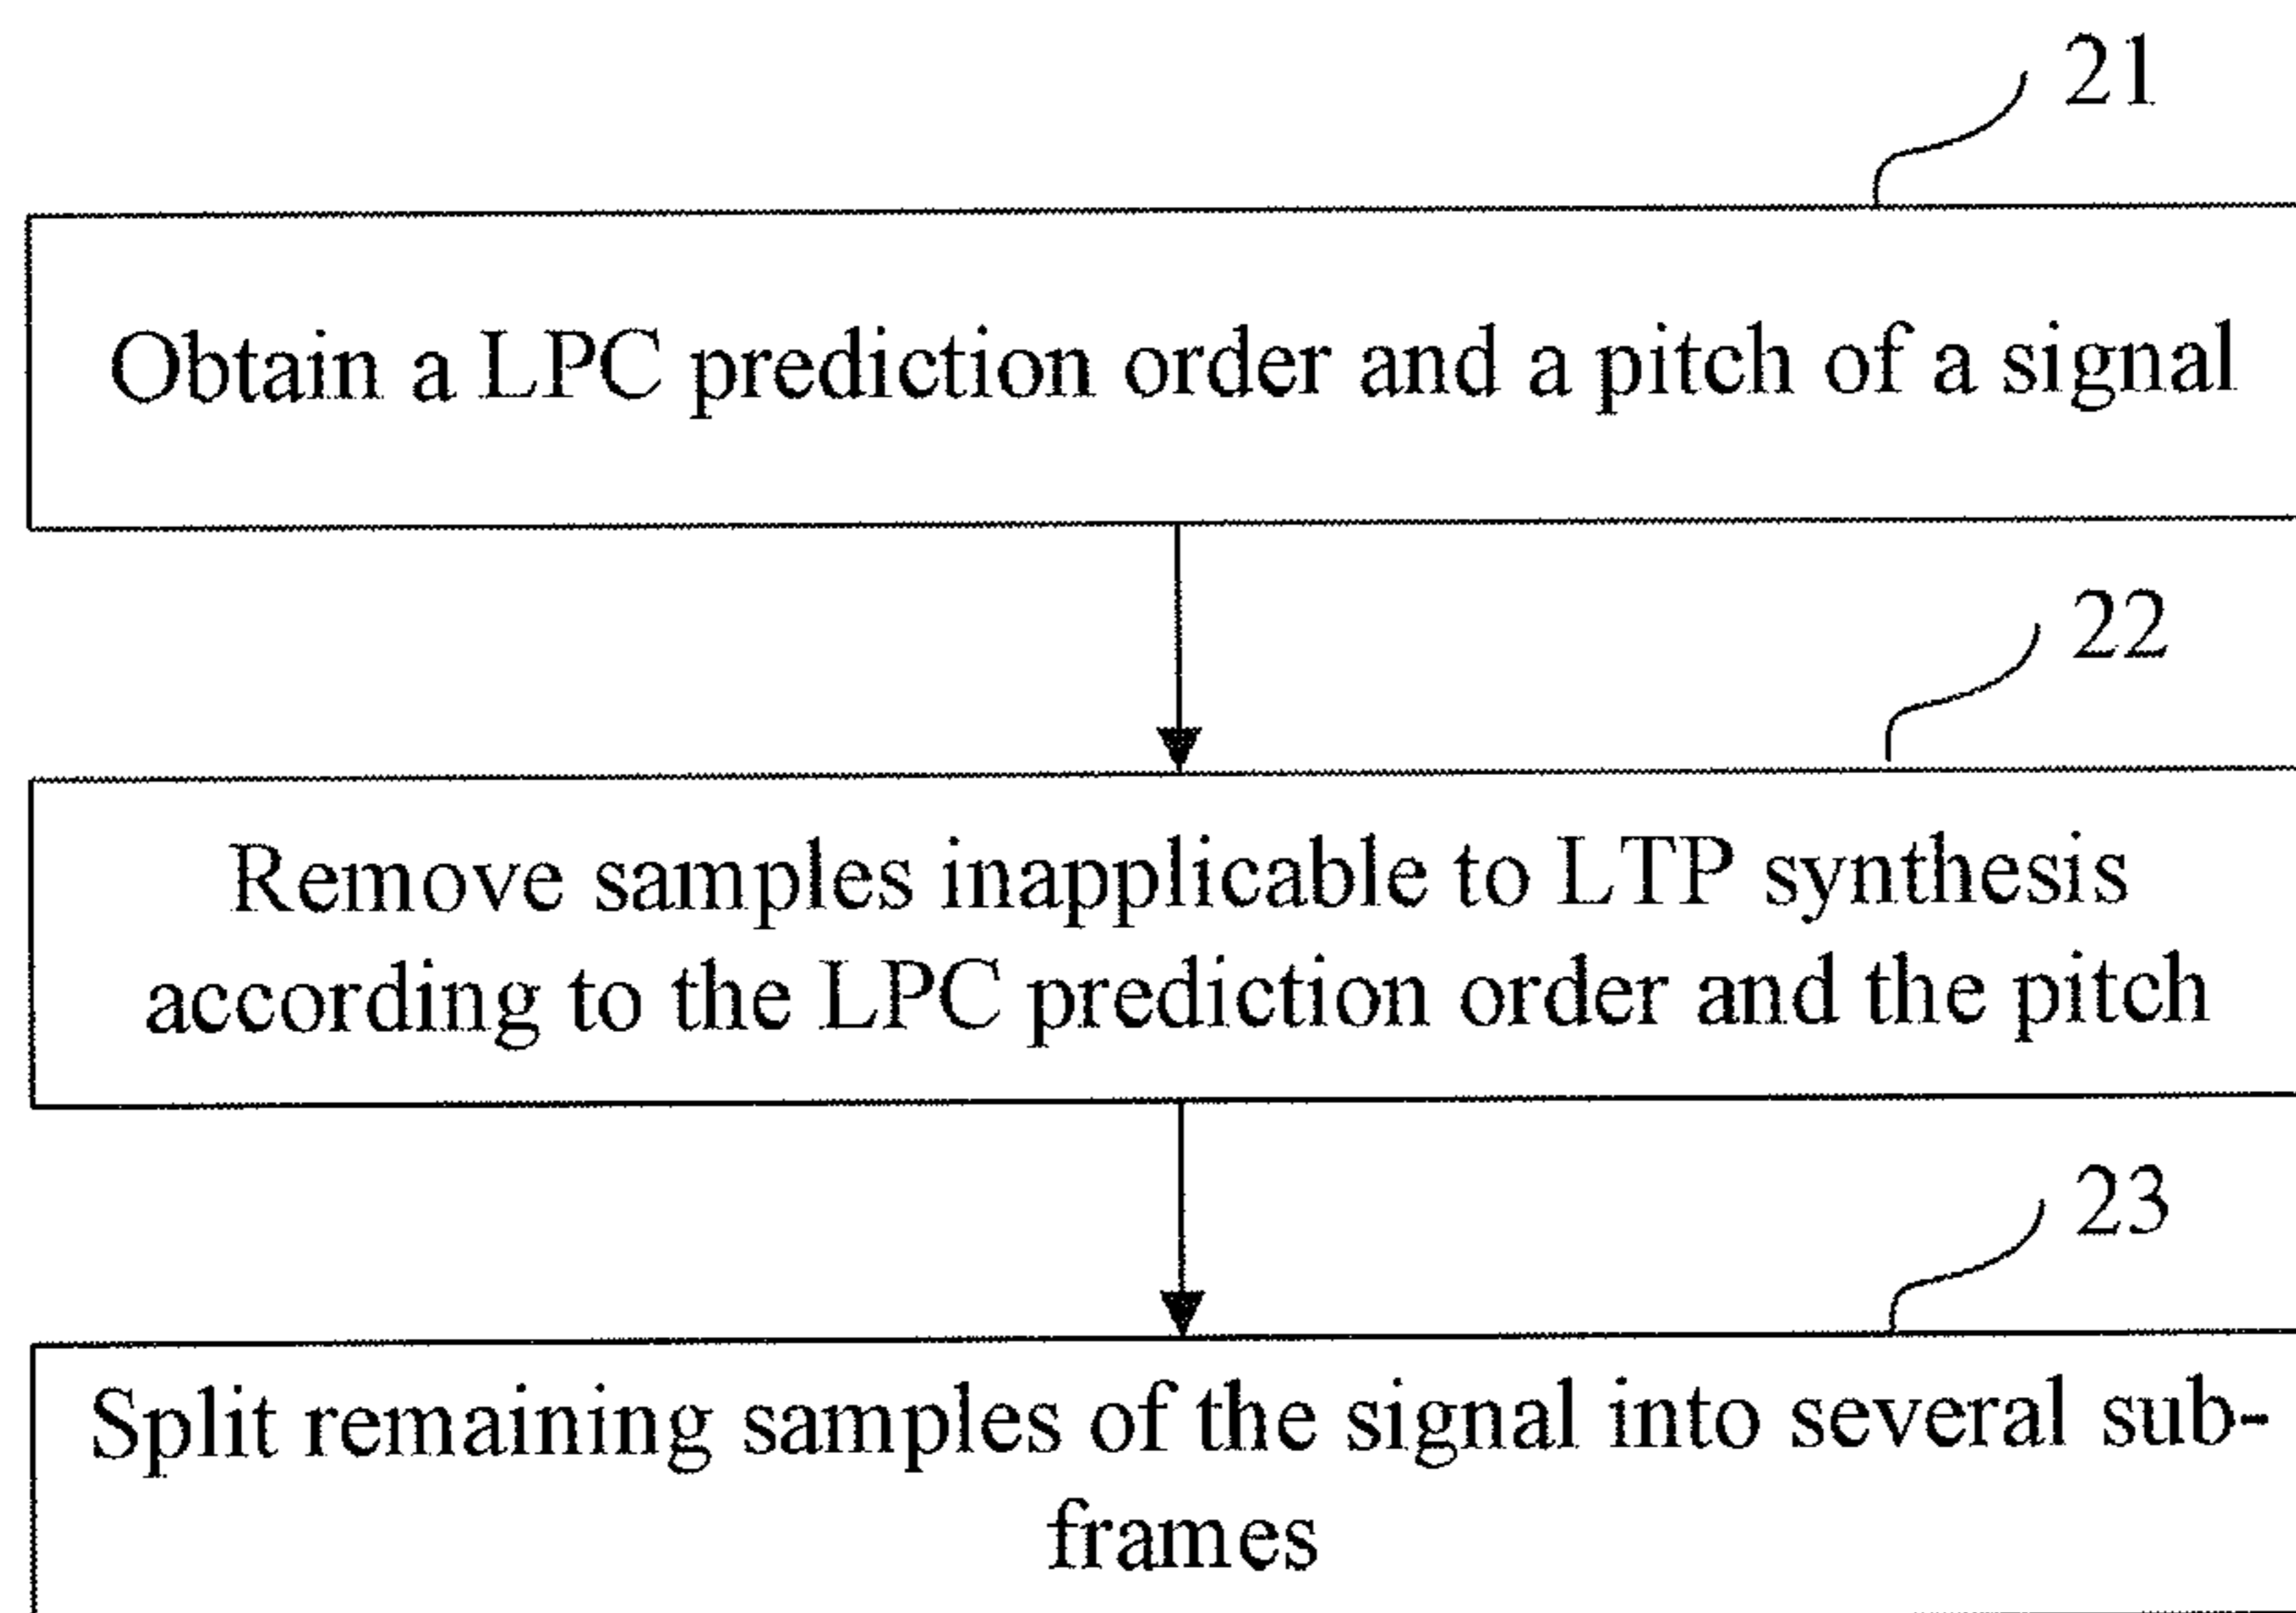 21
Obtain a LPC prediction order and a pitch of a signal
22
Remove samples inapplicable to LTP synthesis
according to the LPC prediction order and the pitch
23
Split remaining samples of the signal into several sub-
frames